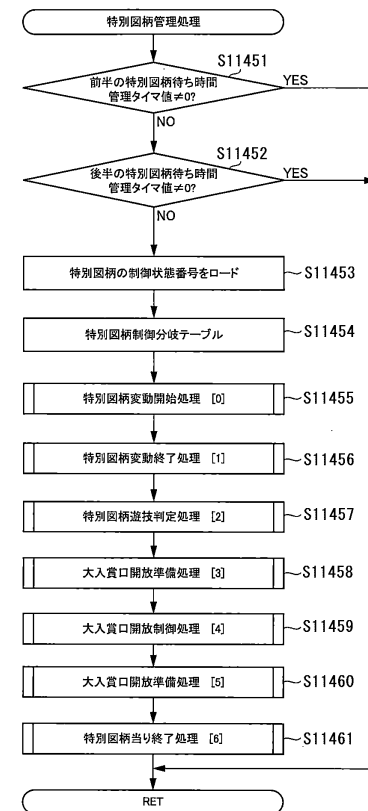 特別図柄管理処理
S11451
前半の特別図柄待ち時間
管理タイマ値≠0?
YES
NO
S11452
後半の特別図柄待ち時間
管理タイマ値≠0?
YES
NO
特別図柄の制御状態番号をロード
S11453
特別図柄制御分岐テーブル
S11454
特別図柄変動開始処理 [0]
S11455
特別図柄変動終了処理 [1]
S11456
特別図柄遊技判定処理 [2]
S11457
大入賞口開放準備処理 [3]
S11458
大入賞口開放制御処理 [4]
S11459
大入賞口開放準備処理 [5]
S11460
特別図柄当り終了処理 [6]
S11461
RET